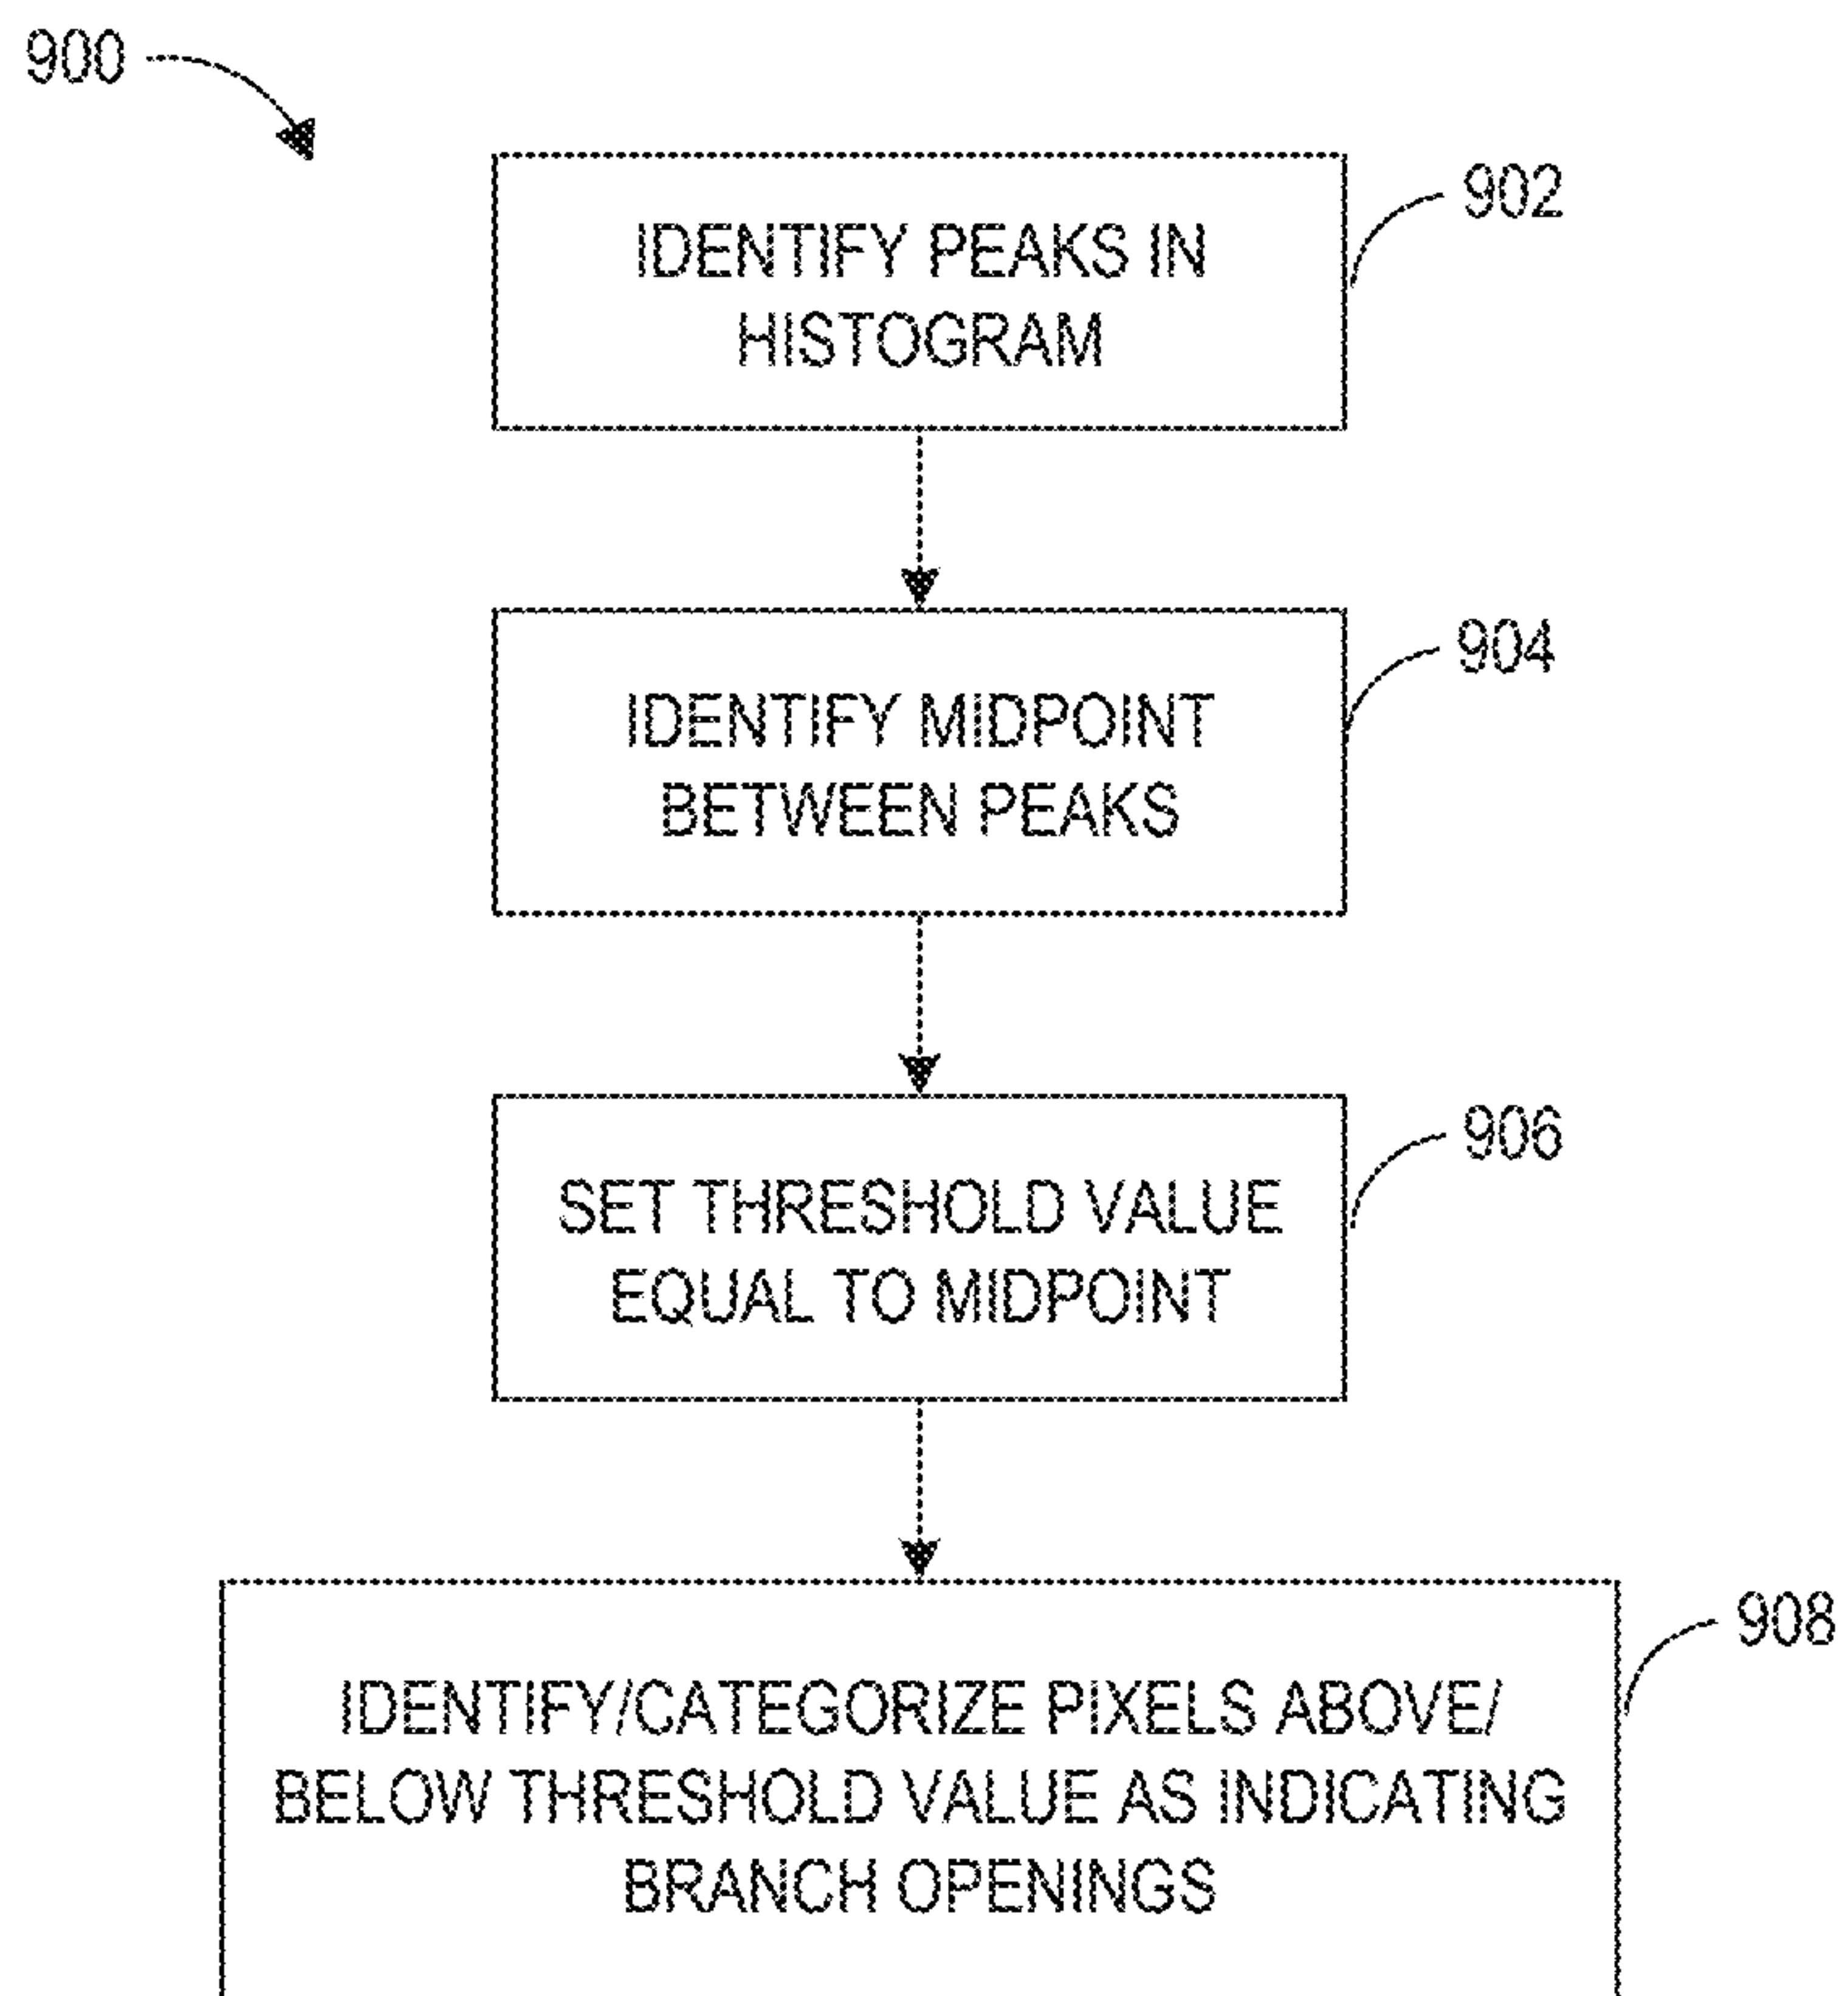 900
902
IDENTIFY PEAKS IN
HISTOGRAM
904
IDENTIFY MIDPOINT
BETWEEN PEAKS
906
SET THRESHOLD VALUE
EQUAL TO MIDPOINT
908
IDENTIFY/CATEGORIZE PIXELS ABOVE/
BELOW THRESHOLD VALUE AS INDICATING
BRANCH OPENINGS